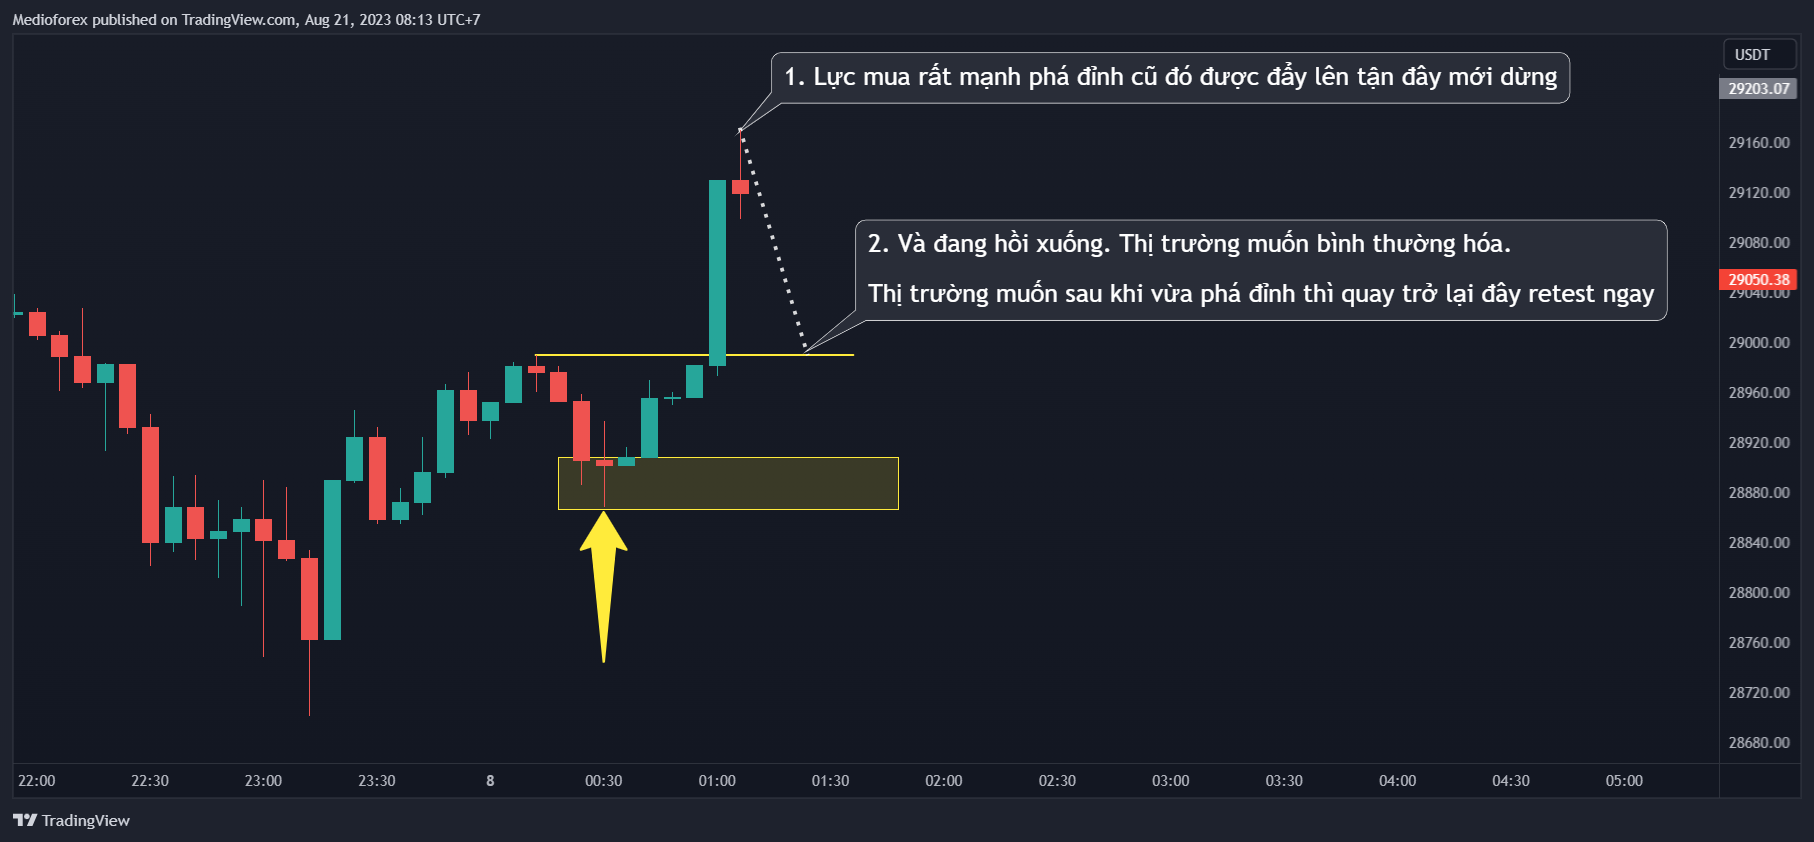 Medioforex published on TradingView.com, Aug 21, 2023 08:13 UTC+7
USDT
1. Lực mua rất mạnh phá đỉnh cũ đó được đẩy lên tận đây mới dừng
29203.07
29160.00
29120.00
2. Và đang hồi xuống. Thị trường muốn bình thường hóa.
29080.00
29050.38
Thị trường muốn sau khi vừa phá đỉnh thì quay trở lại đây retest ngay
29040.00
29000.00
28960.00
28920.00
28880.00
28840.00
28800.00
28760.00
28720.00
28680.00
22:00 22:30 23:00 23:30 8 00:30 01:00 01:30 02:00 02:30 03:00 03:30 04:00 04:30 05:00
TradingView